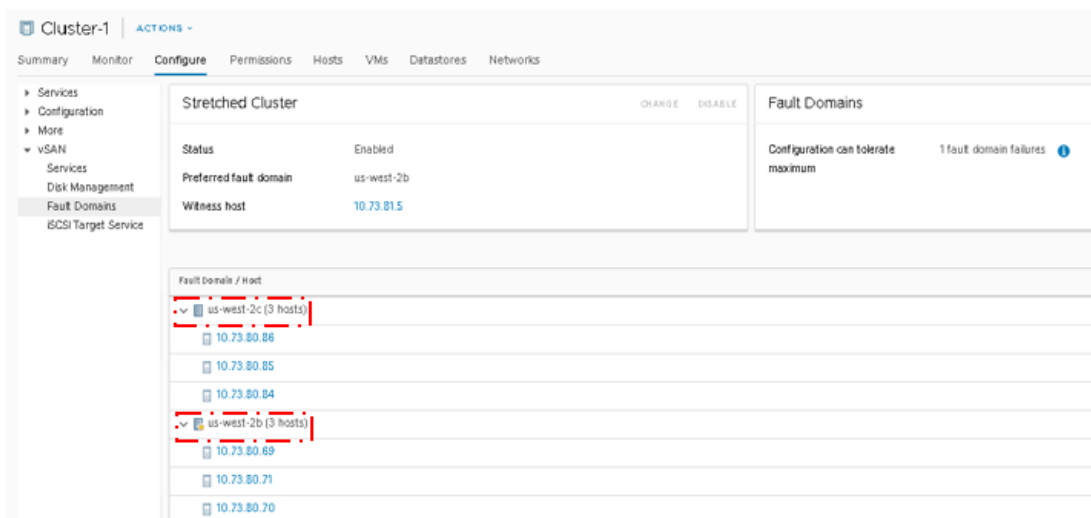 Cluster-1 ACTIONS
Summary Monitor Configure Permissions Hosts VMs Datastores Networks
Services
Configuration
More
vSAN
Services
Disk Management
Fault Domains
iSCSI Target Service
Stretched Cluster CHANGE DISABLE
Status Enabled
Preferred fault domain us-west-2b
Witness host 10.73.81.5
Fault Domains
Configuration can tolerate 1 fault domain failures
maximum
Fault Domain / Host
us-west-2c (3 hosts)
10.73.80.86
10.73.80.85
10.73.80.84
us-west-2b (3 hosts)
10.73.80.69
10.73.80.71
10.73.80.70